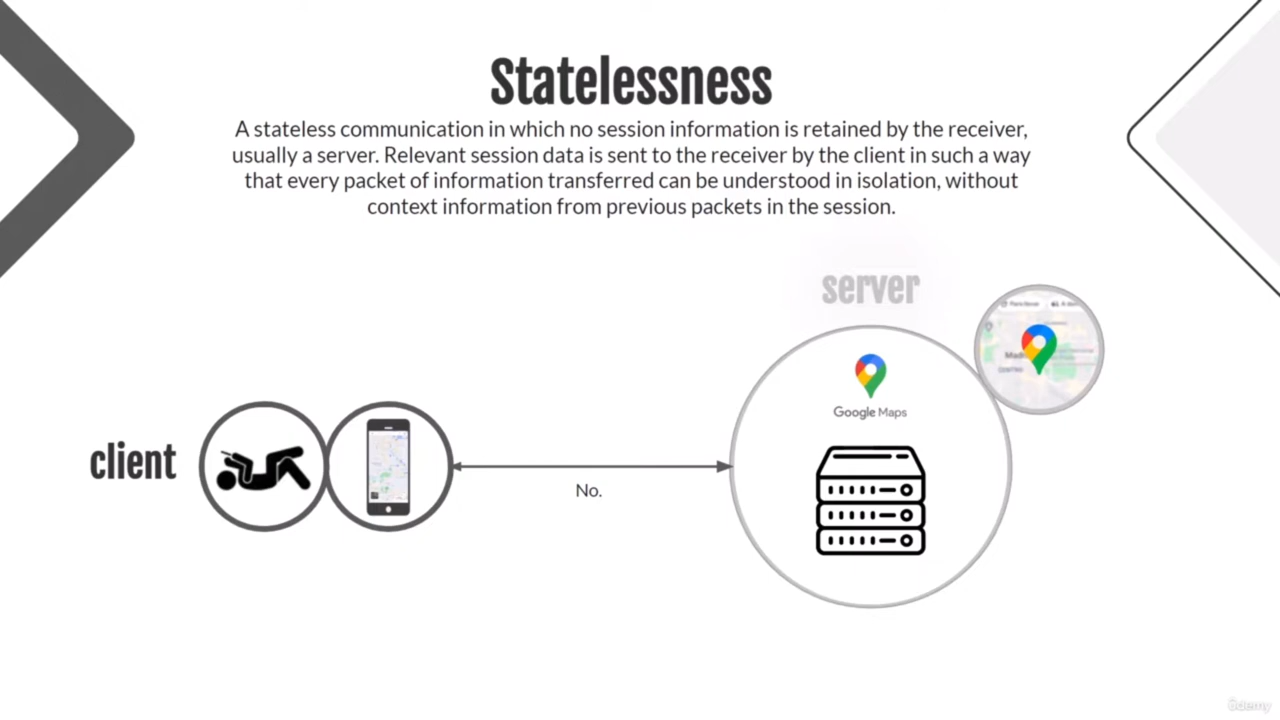 Statelessness
A stateless communication in which no session information is retained by the receiver,
usually a server. Relevant session data is sent to the receiver by the client in such a way
that every packet of information transferred can be understood in isolation, without
context information from previous packets in the session.
server
Google Maps
client
No.
CENTRO
ûdemy